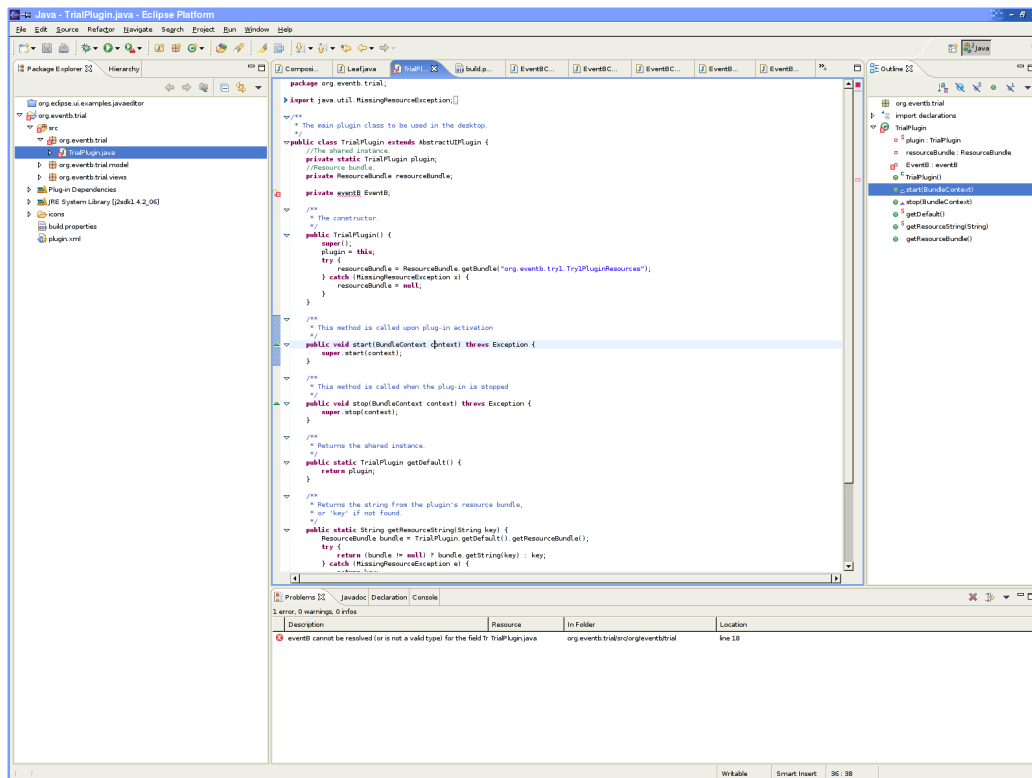 Java - TrialPlugin.java - Eclipse Platform
File Edit Source Refactor Navigate Search Project Run Window Help
Java
Package Explorer Hierarchy
org.eclipse.ui.examples.javaeditor
org.eventb.trial
src
org.eventb.trial
TrialPlugin.java
org.eventb.trial.model
org.eventb.trial.views
Plug-in Dependencies
JRE System Library [j2sdk1.4.2_06]
icons
build.properties
plugin.xml
Composi... Leaf.java TrialPl... build.p... EventBC... EventBC... EventBC... EventB... EventB...
package org.eventb.trial;
import java.util.MissingResourceException;
/**
* The main plugin class to be used in the desktop.
*/
public class TrialPlugin extends AbstractUIPlugin {
//The shared instance.
private static TrialPlugin plugin;
//Resource bundle.
private ResourceBundle resourceBundle;
private eventB EventB;
/**
* The constructor.
*/
public TrialPlugin() {
super();
plugin = this;
try {
resourceBundle = ResourceBundle.getBundle("org.eventb.try1.Try1PluginResources");
} catch (MissingResourceException x) {
resourceBundle = null;
}
}
/**
* This method is called upon plug-in activation
*/
public void start(BundleContext context) throws Exception {
super.start(context);
}
/**
* This method is called when the plug-in is stopped
*/
public void stop(BundleContext context) throws Exception {
super.stop(context);
}
/**
* Returns the shared instance.
*/
public static TrialPlugin getDefault() {
return plugin;
}
/**
* Returns the string from the plugin's resource bundle,
* or 'key' if not found.
*/
public static String getResourceString(String key) {
ResourceBundle bundle = TrialPlugin.getDefault().getResourceBundle();
try {
return (bundle != null) ? bundle.getString(key) : key;
} catch (MissingResourceException e) {
Outline
org.eventb.trial
import declarations
TrialPlugin
plugin : TrialPlugin
resourceBundle : ResourceBundle
EventB : eventB
TrialPlugin()
start(BundleContext)
stop(BundleContext)
getDefault()
getResourceString(String)
getResourceBundle()
Problems Javadoc Declaration Console
1 error, 0 warnings, 0 infos
Description Resource In Folder Location
eventB cannot be resolved (or is not a valid type) for the field Tr TrialPlugin.java org.eventb.trial/src/org/eventb/trial line 18
Writable Smart Insert 36 : 38